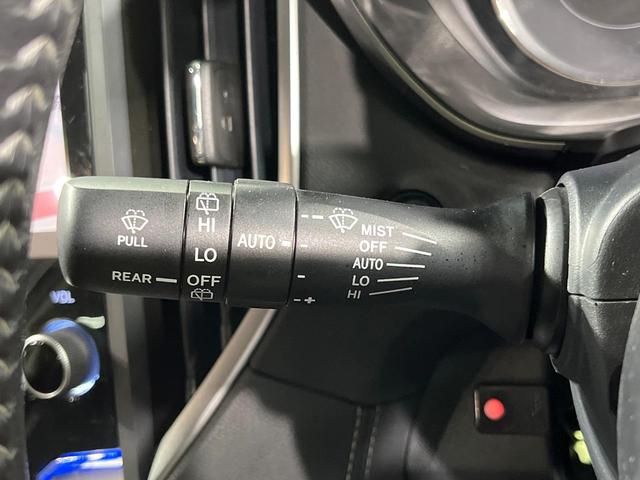 PULL
REAR
HI
LO
OFF
AUTO
-- 
-
-
-+
MIST
OFF
AUTO
LO
HI
VOL